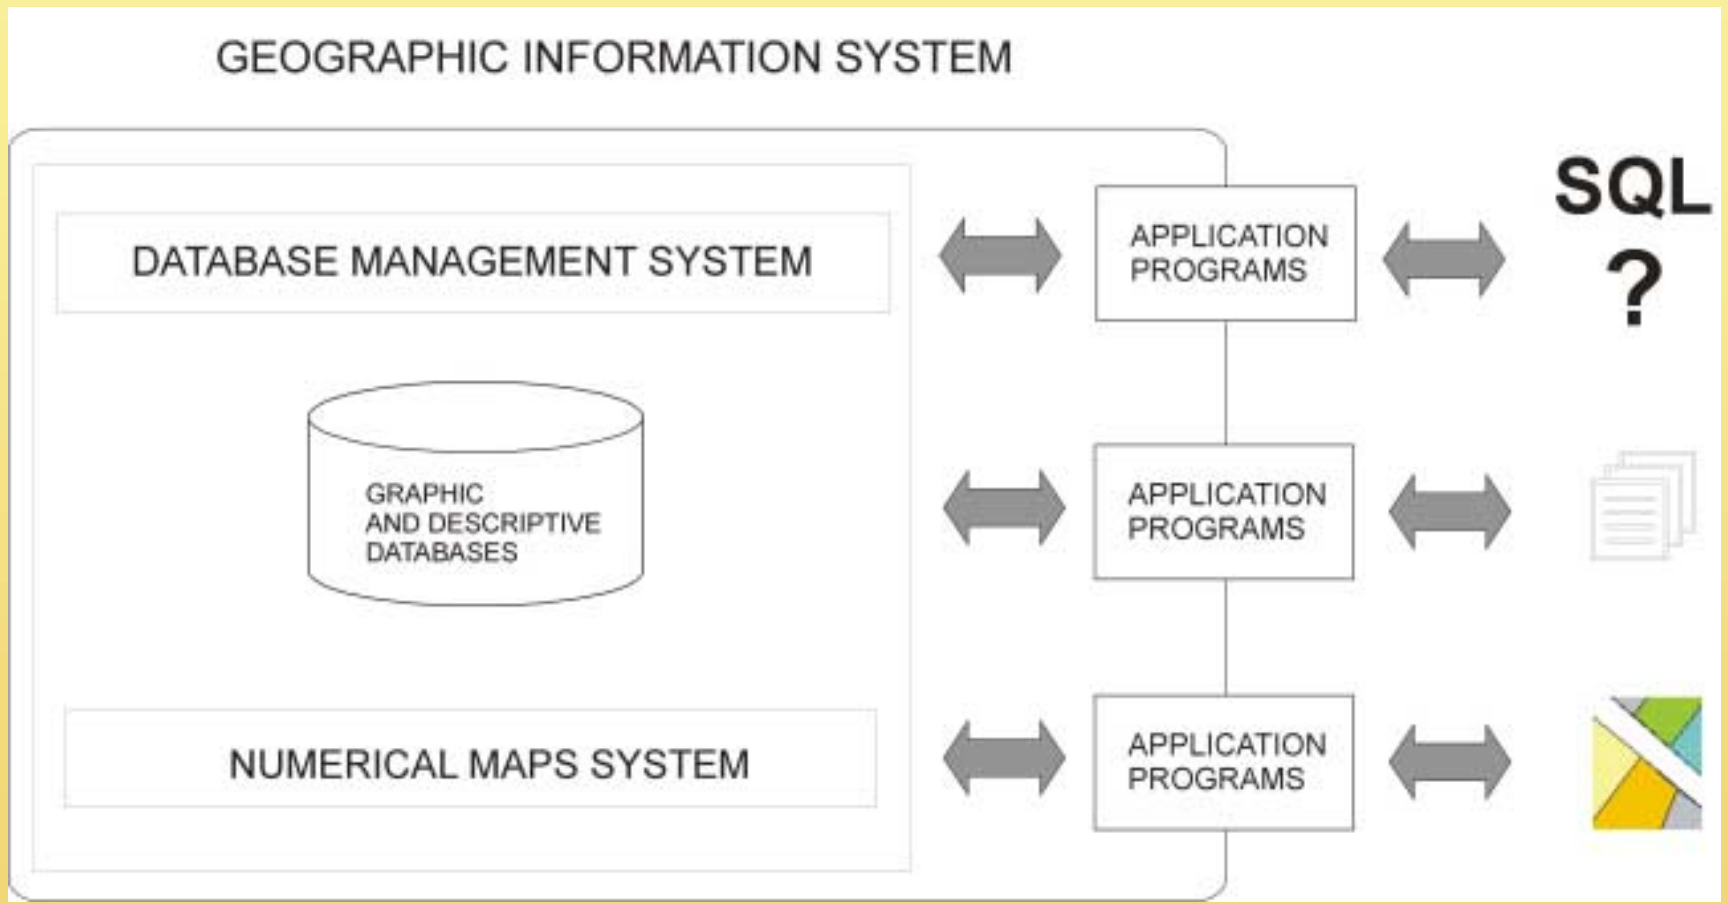 GEOGRAPHIC INFORMATION SYSTEM
DATABASE MANAGEMENT SYSTEM
APPLICATION
PROGRAMS
SQL
?
GRAPHIC
AND DESCRIPTIVE
DATABASES
APPLICATION
PROGRAMS
NUMERICAL MAPS SYSTEM
APPLICATION
PROGRAMS